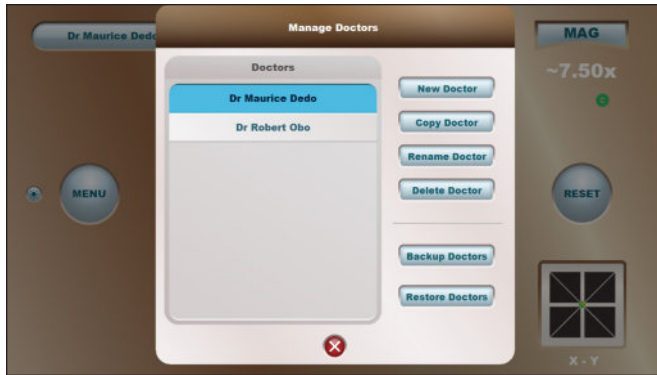 Manage Doctors
Dr Maurice Dedo
MAG
Doctors
~7.50x
Dr Maurice Dedo
New Doctor
G
Dr Robert Obo
Copy Doctor
Rename Doctor
MENU
Delete Doctor
RESET
Backup Doctors
Restore Doctors
X - Y